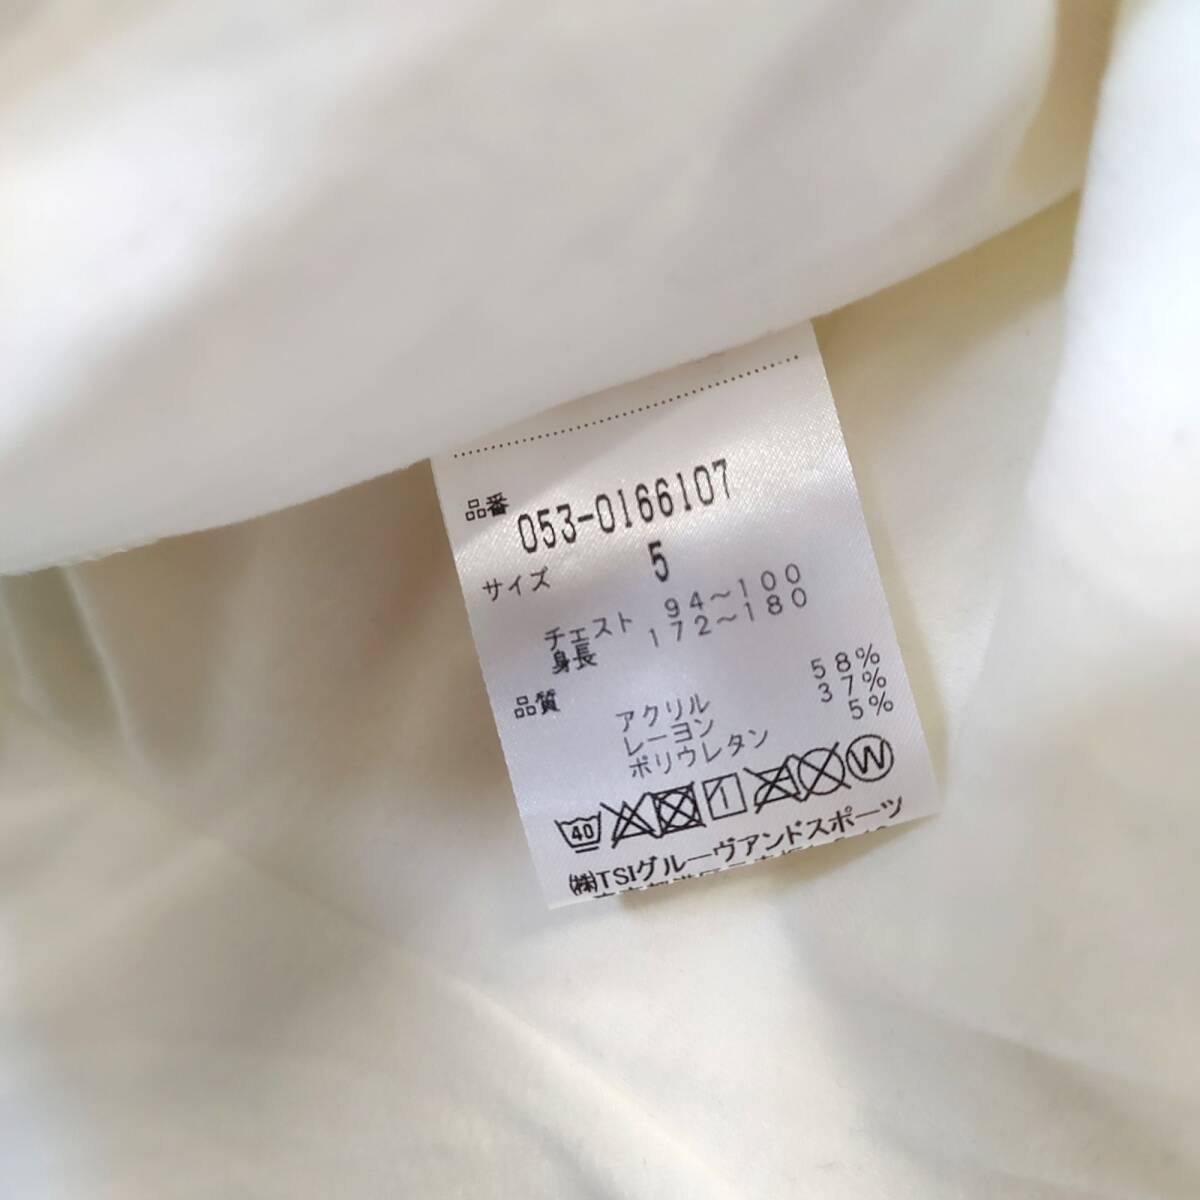 品番 053-0166107
サイズ 5
チェスト 94～100
身長 172～180
品質
アクリル 58%
レーヨン 37%
ポリウレタン 5%
40 W
㈱TSIグルーヴアンドスポーツ